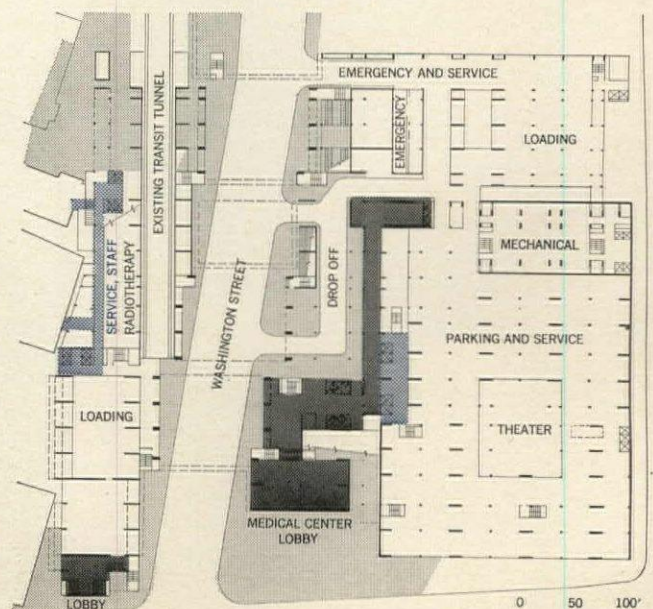 EMERGENCY AND SERVICE
EXISTING TRANSIT TUNNEL
EMERGENCY
LOADING
SERVICE, STAFF
RADIOTHERAPY
WASHINGTON STREET
DROP OFF
MECHANICAL
PARKING AND SERVICE
LOADING
THEATER
MEDICAL CENTER
LOBBY
LOBBY
0 50 100'